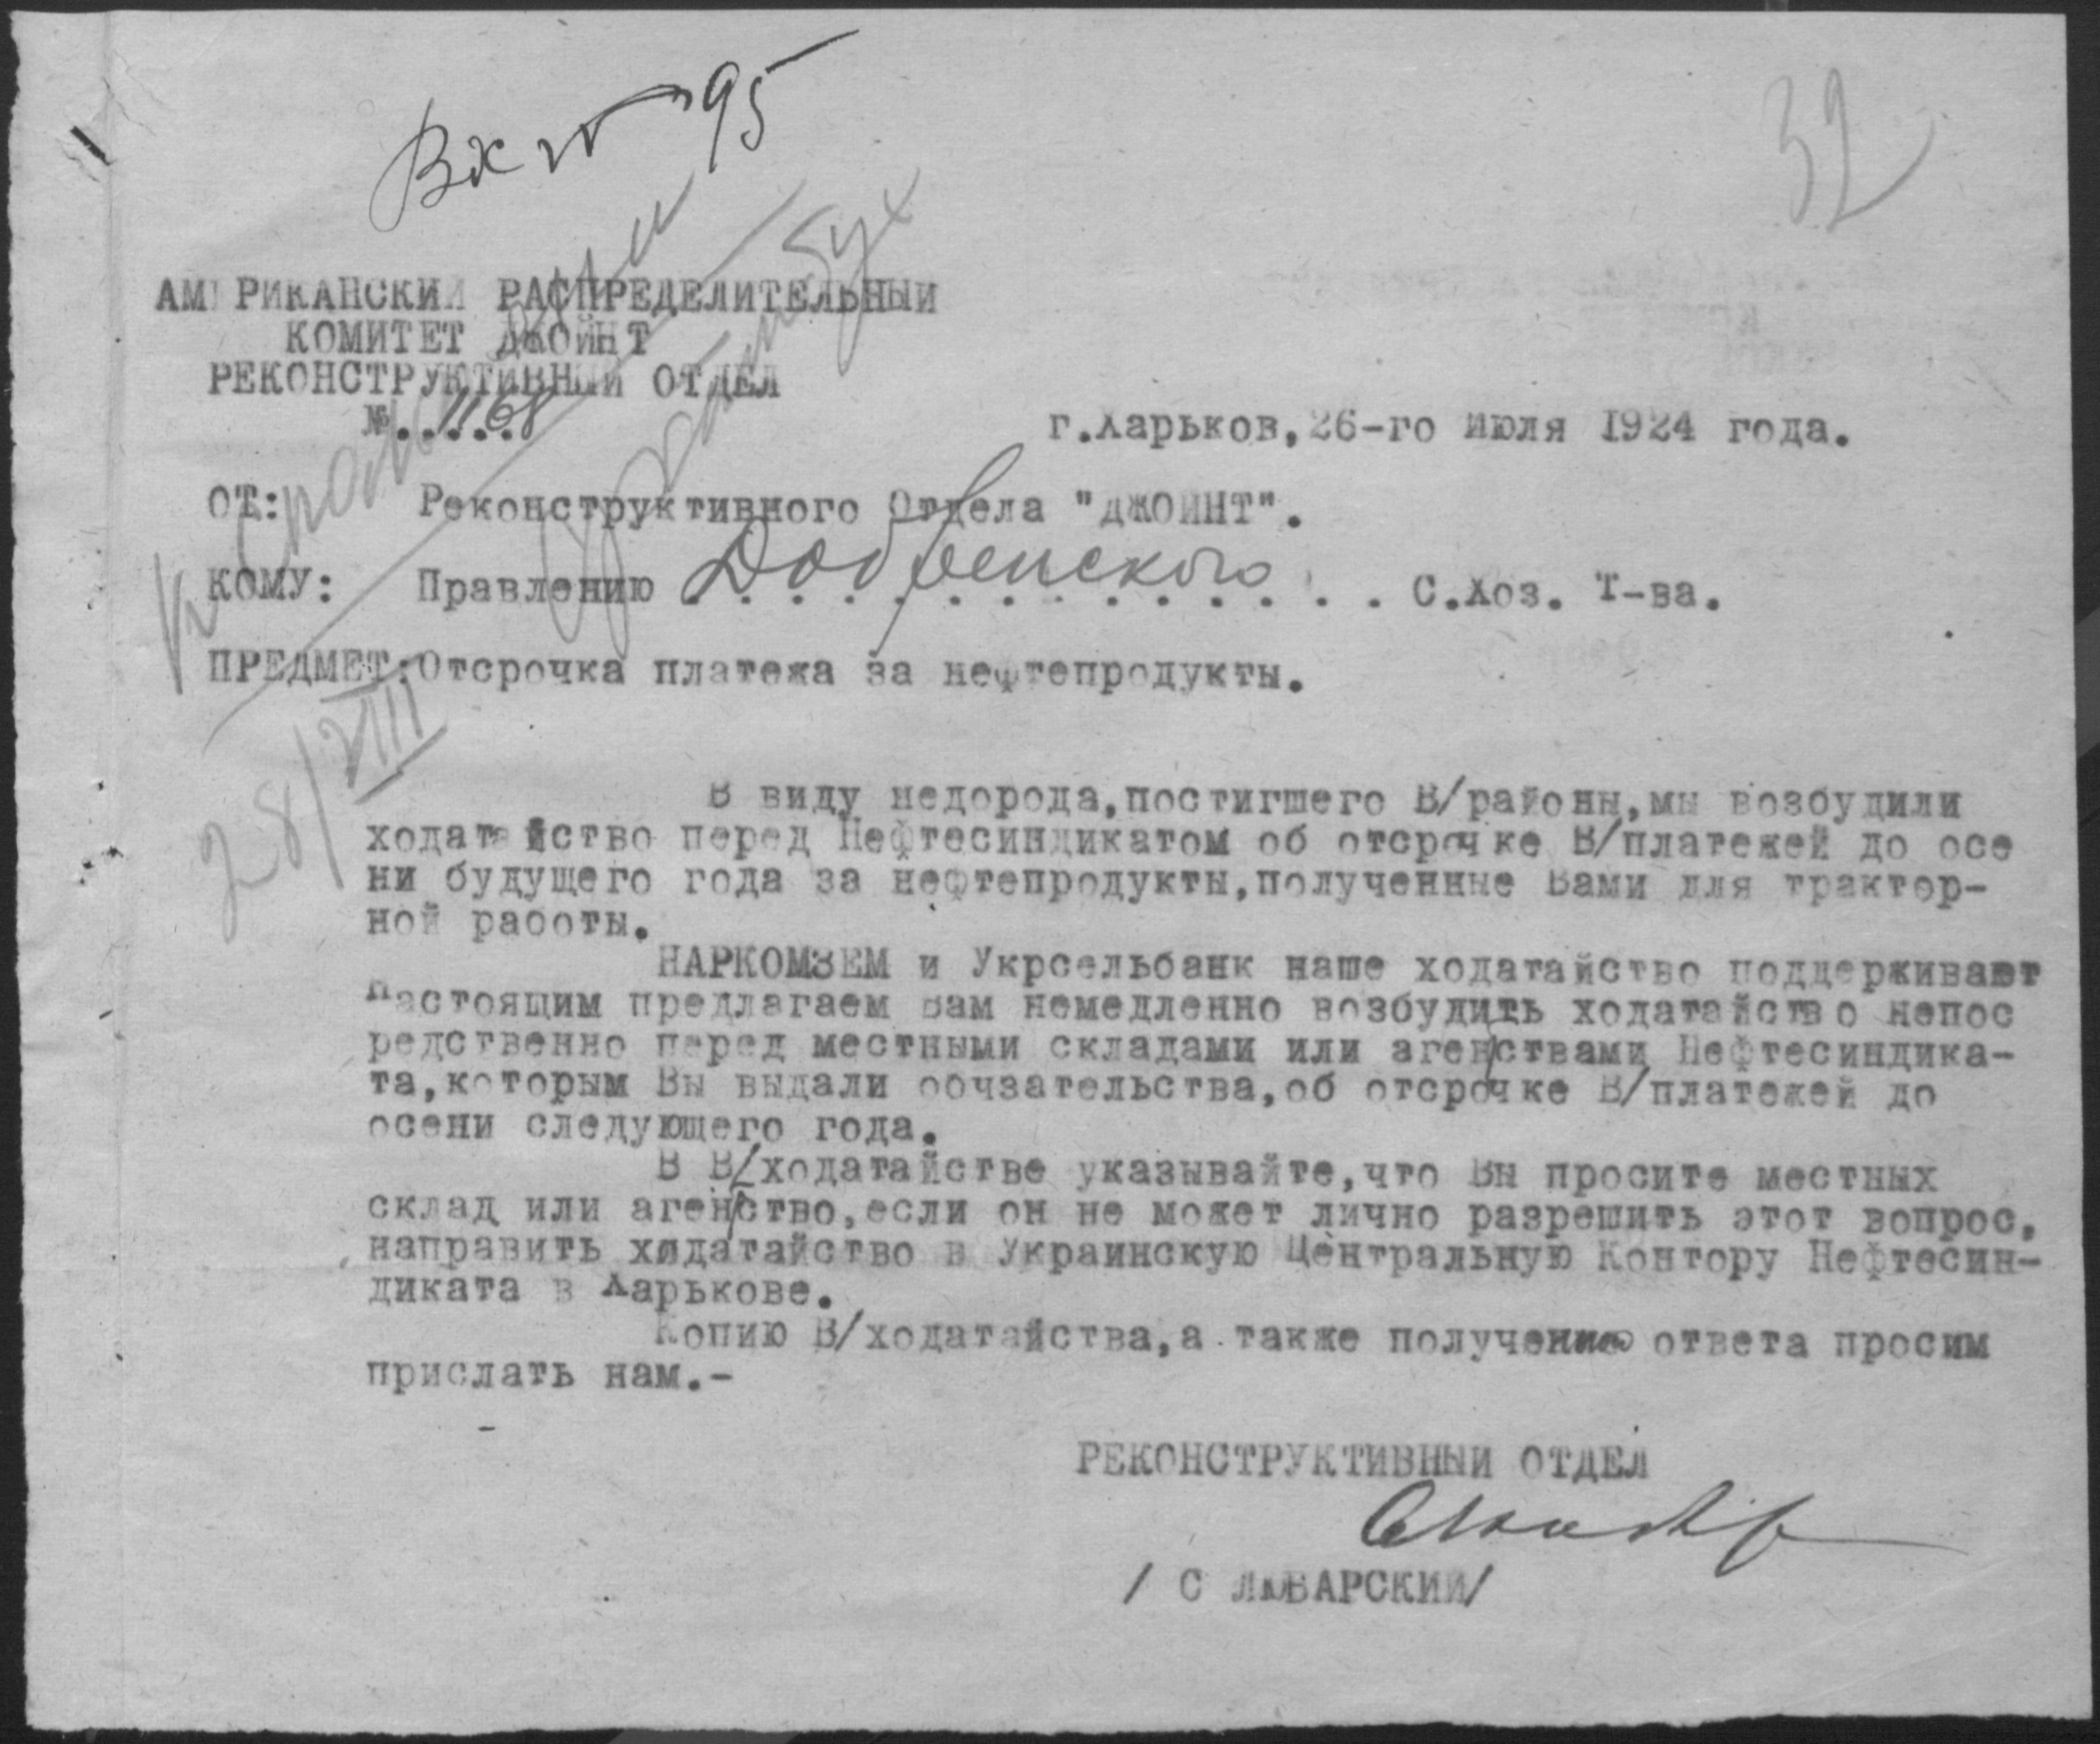 Вх № 95
32
АМЕРИКАНСКИЙ РАСПРЕДЕЛИТЕЛЬНЫЙ
КОМИТЕТ ДЖОЙНТ
РЕКОНСТРУКТИВНЫЙ ОТДЕЛ
№.1168
г.Харьков,26-го Июля 1924 года.
ОТ: Реконструктивного Отдела "ДЖОИНТ".
КОМУ: Правлению Добренского . . . С.Хоз. Т-ва.
ПРЕДМЕТ:Отсрочка платежа за нефтепродукты.
28/VIII
В виду недорода,постигшего В/районы,мы возбудили
ходатайство перед Нефтесиндикатом об отсрочке В/платежей до осе
ни будущего года за нефтепродукты,полученные Вами для трактор-
ной работы.
НАРКОМЗЕМ и Укрсельбанк наше ходатайство поддерживают
Настоящим предлагаем Вам немедленно возбудить ходатайство непос
редственно перед местными складами или агенствами Нефтесиндика-
та,которым Вы выдали обчзательства,об отсрочке В/платежей до
осени следующего года.
В В/ходатайстве указывайте,что Вы просите местных
склад или агенство,если он не может лично разрешить этот вопрос,
направить ходатайство в Украинскую Центральную Контору Нефтесин-
диката в Харькове.
Копию В/ходатайства,а также получению ответа просим
прислать нам.-
РЕКОНСТРУКТИВНЫЙ ОТДЕЛ
/ С ЛЮБАРСКИЙ/